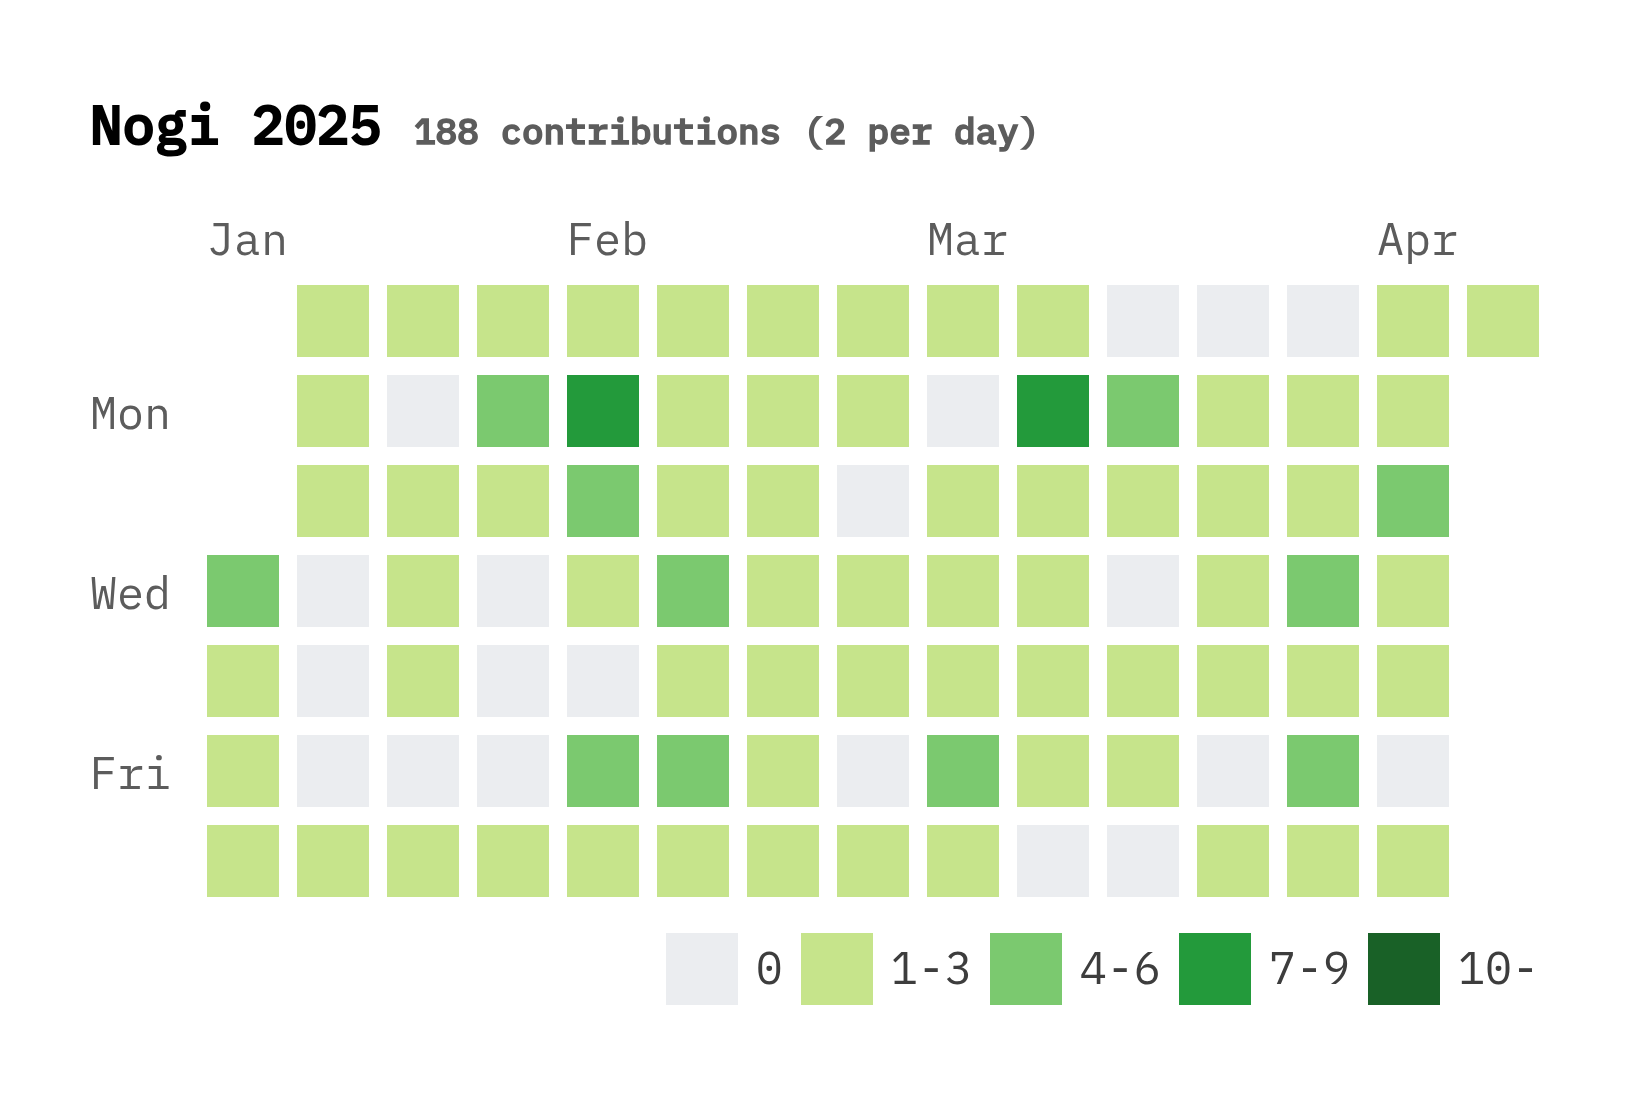 Nogi 2025 188 contributions (2 per day)
Jan Feb Mar Apr
Mon
Wed
Fri
0 1-3 4-6 7-9 10-